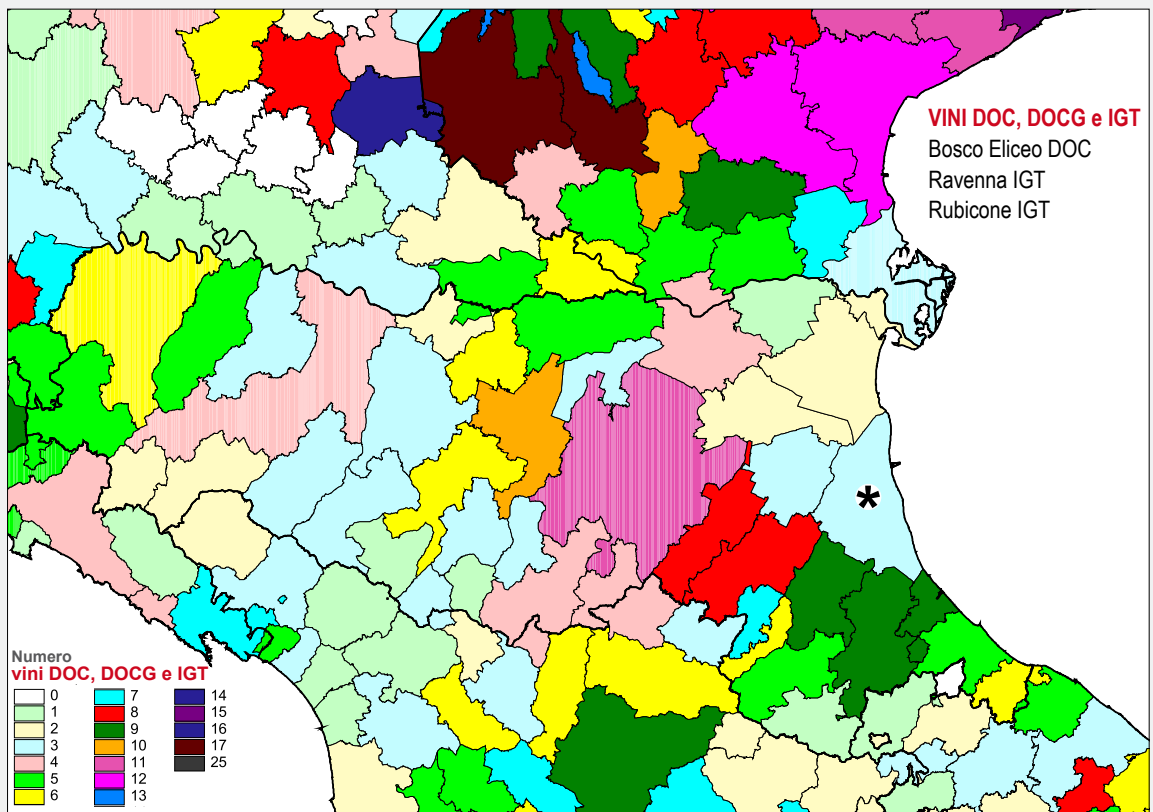 VINI DOC, DOCG e IGT
Bosco Eliceo DOC
Ravenna IGT
Rubicone IGT
*
Numero
vini DOC, DOCG e IGT
0 7 14
1 8 15
2 9 16
3 10 17
4 11 25
5 12
6 13